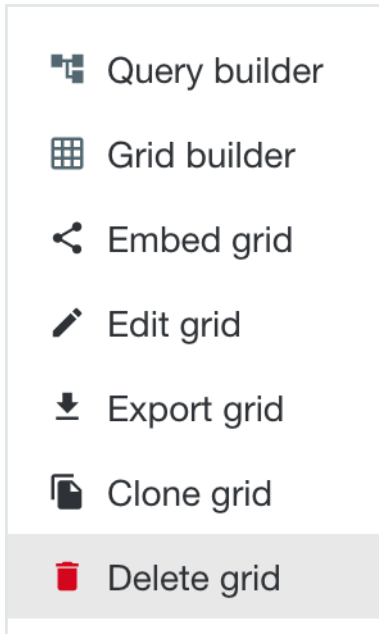 Query builder
Grid builder
Embed grid
Edit grid
Export grid
Clone grid
Delete grid